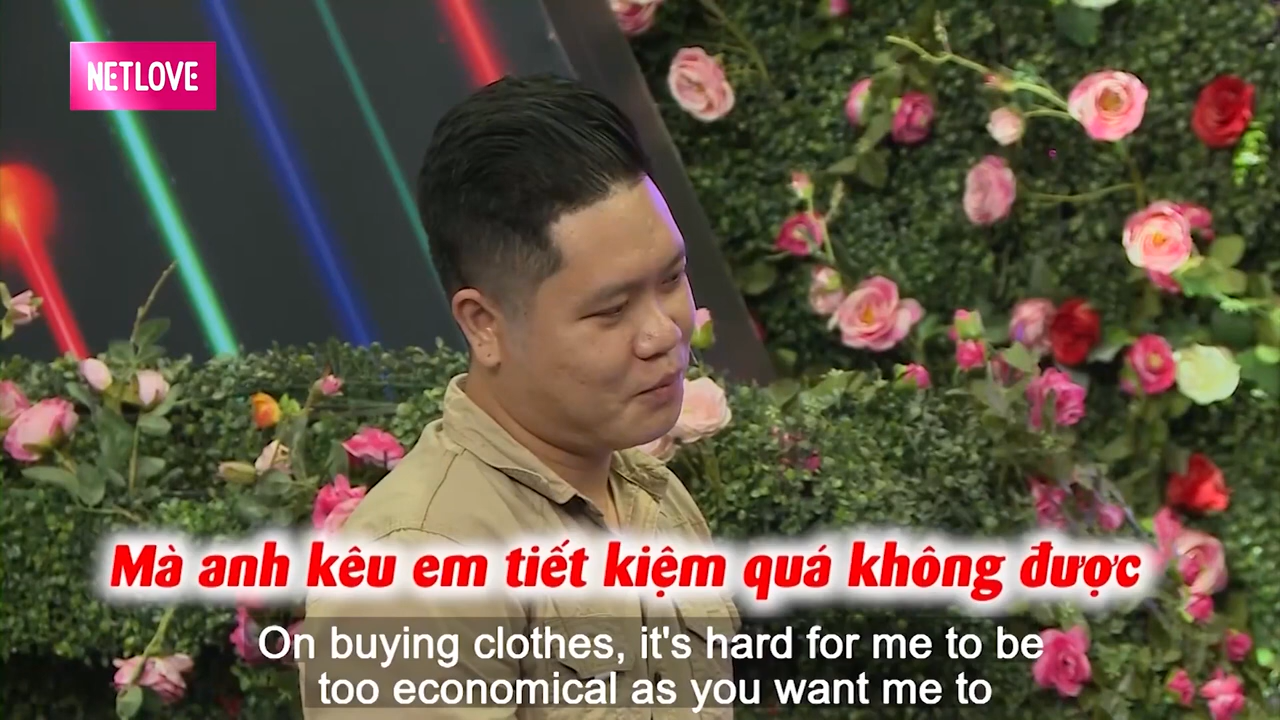 NETLOVE
Mà anh kêu em tiết kiệm quá không được
On buying clothes, it's hard for me to be
too economical as you want me to